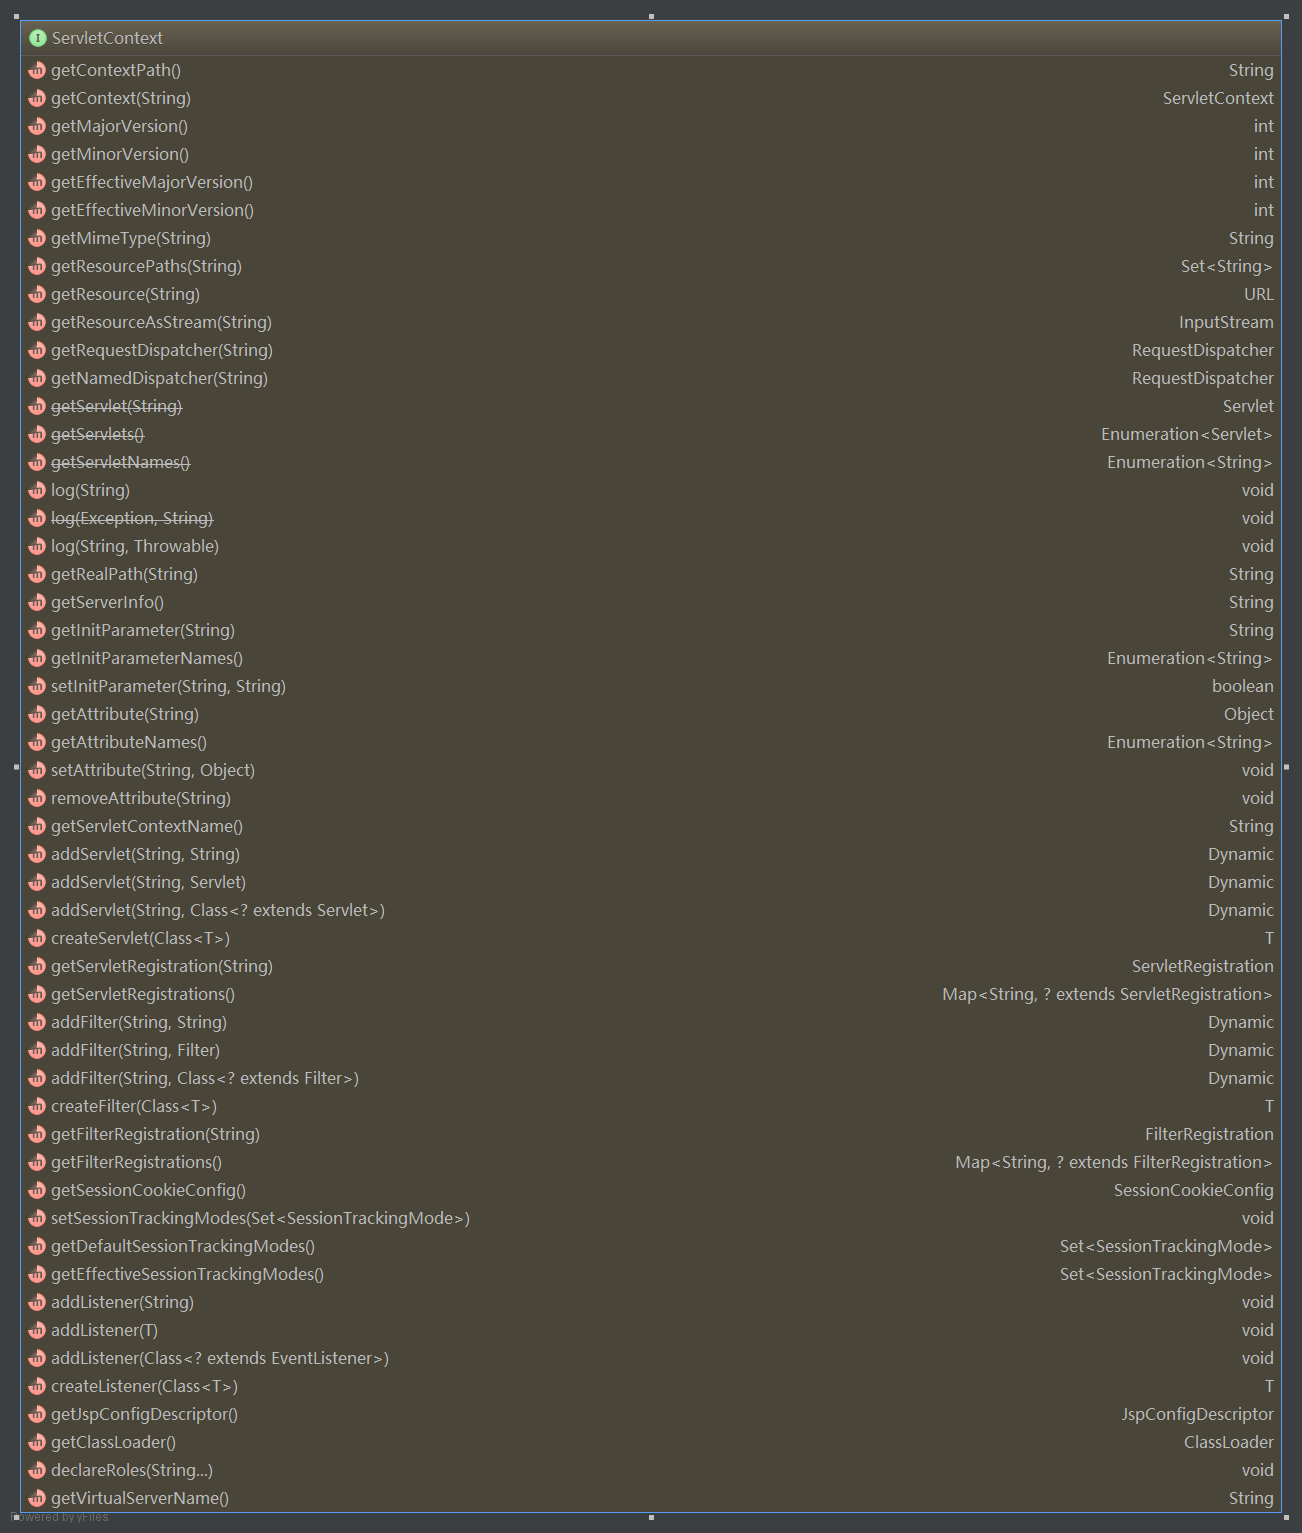 I ServletContext
m getContextPath() String
m getContext(String) ServletContext
m getMajorVersion() int
m getMinorVersion() int
m getEffectiveMajorVersion() int
m getEffectiveMinorVersion() int
m getMimeType(String) String
m getResourcePaths(String) Set<String>
m getResource(String) URL
m getResourceAsStream(String) InputStream
m getRequestDispatcher(String) RequestDispatcher
m getNamedDispatcher(String) RequestDispatcher
m getServlet(String) Servlet
m getServlets() Enumeration<Servlet>
m getServletNames() Enumeration<String>
m log(String) void
m log(Exception, String) void
m log(String, Throwable) void
m getRealPath(String) String
m getServerInfo() String
m getInitParameter(String) String
m getInitParameterNames() Enumeration<String>
m setInitParameter(String, String) boolean
m getAttribute(String) Object
m getAttributeNames() Enumeration<String>
m setAttribute(String, Object) void
m removeAttribute(String) void
m getServletContextName() String
m addServlet(String, String) Dynamic
m addServlet(String, Servlet) Dynamic
m addServlet(String, Class<? extends Servlet>) Dynamic
m createServlet(Class<T>) T
m getServletRegistration(String) ServletRegistration
m getServletRegistrations() Map<String, ? extends ServletRegistration>
m addFilter(String, String) Dynamic
m addFilter(String, Filter) Dynamic
m addFilter(String, Class<? extends Filter>) Dynamic
m createFilter(Class<T>) T
m getFilterRegistration(String) FilterRegistration
m getFilterRegistrations() Map<String, ? extends FilterRegistration>
m getSessionCookieConfig() SessionCookieConfig
m setSessionTrackingModes(Set<SessionTrackingMode>) void
m getDefaultSessionTrackingModes() Set<SessionTrackingMode>
m getEffectiveSessionTrackingModes() Set<SessionTrackingMode>
m addListener(String) void
m addListener(T) void
m addListener(Class<? extends EventListener>) void
m createListener(Class<T>) T
m getJspConfigDescriptor() JspConfigDescriptor
m getClassLoader() ClassLoader
m declareRoles(String...) void
m getVirtualServerName() String
Powered by yFiles